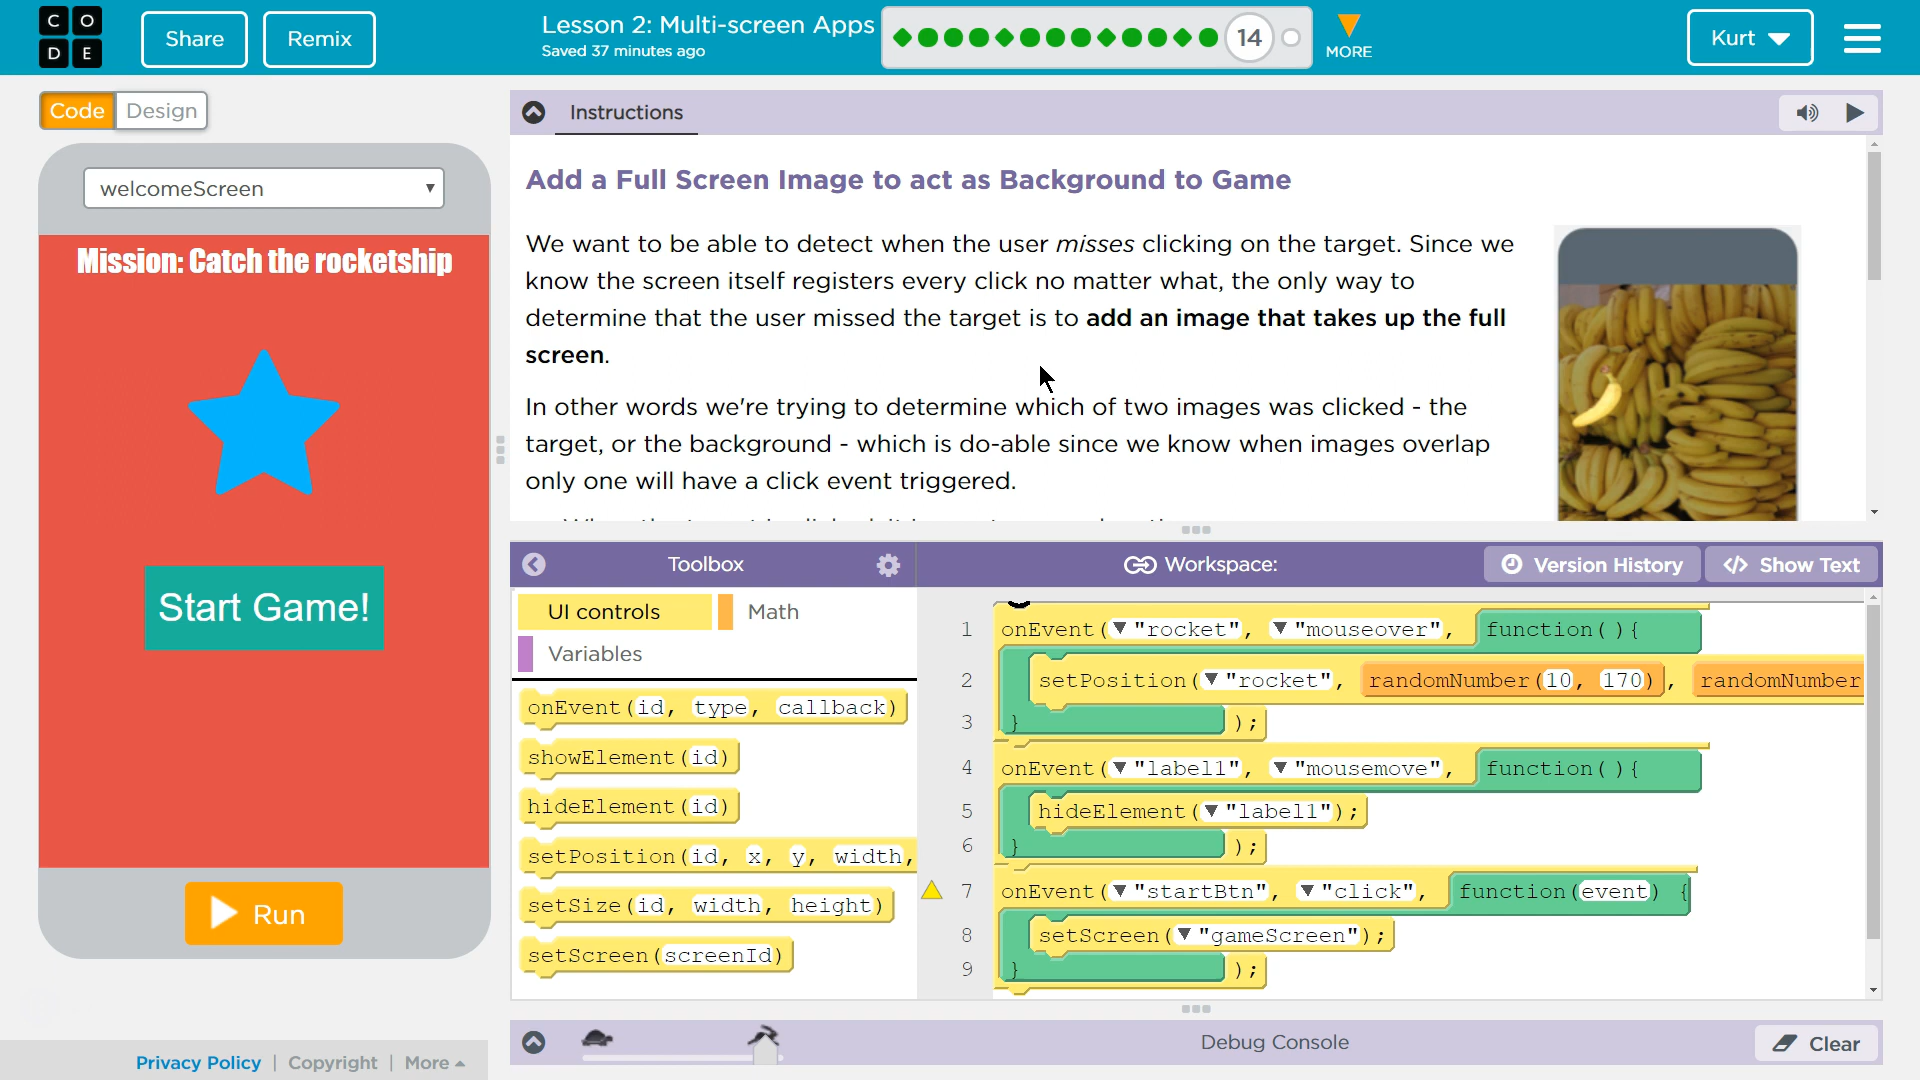 C O
D E
Share
Remix
Lesson 2: Multi-screen Apps
Saved 37 minutes ago
14
MORE
Kurt
Code
Design
Instructions
welcomeScreen
Mission: Catch the rocketship
Start Game!
Run
Add a Full Screen Image to act as Background to Game
We want to be able to detect when the user misses clicking on the target. Since we
know the screen itself registers every click no matter what, the only way to
determine that the user missed the target is to add an image that takes up the full
screen.
In other words we're trying to determine which of two images was clicked - the
target, or the background - which is do-able since we know when images overlap
only one will have a click event triggered.
Toolbox
Workspace:
Version History
</> Show Text
UI controls
Math
Variables
onEvent(id, type, callback)
showElement(id)
hideElement(id)
setPosition(id, x, y, width,
setSize(id, width, height)
setScreen(screenId)
1 onEvent(▼"rocket", ▼"mouseover", function(){
2 setPosition(▼"rocket", randomNumber(10, 170), randomNumber
3 } );
4 onEvent(▼"label1", ▼"mousemove", function(){
5 hideElement(▼"label1");
6 } );
7 onEvent(▼"startBtn", ▼"click", function(event) {
8 setScreen(▼"gameScreen");
9 } );
Debug Console
Clear
Privacy Policy | Copyright | More